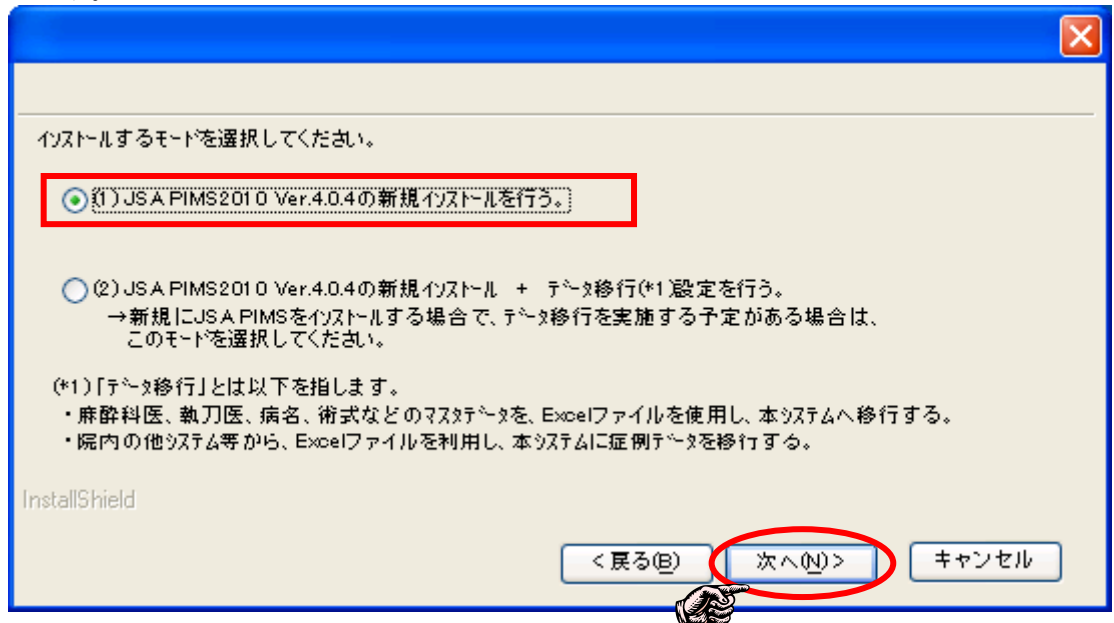 インストールするモードを選択してください。
(1)JSA PIMS2010 Ver.4.0.4の新規インストールを行う。
(2)JSA PIMS2010 Ver.4.0.4の新規インストール + データ移行(*1)設定を行う。
→新規にJSA PIMSをインストールする場合で、データ移行を実施する予定がある場合は、
このモードを選択してください。
(*1)「データ移行」とは以下を指します。
・麻酔科医、執刀医、病名、術式などのマスタデータを、Excelファイルを使用し、本システムへ移行する。
・院内の他システム等から、Excelファイルを利用し、本システムに症例データを移行する。
InstallShield
<戻る(B) 次へ(N)> キャンセル